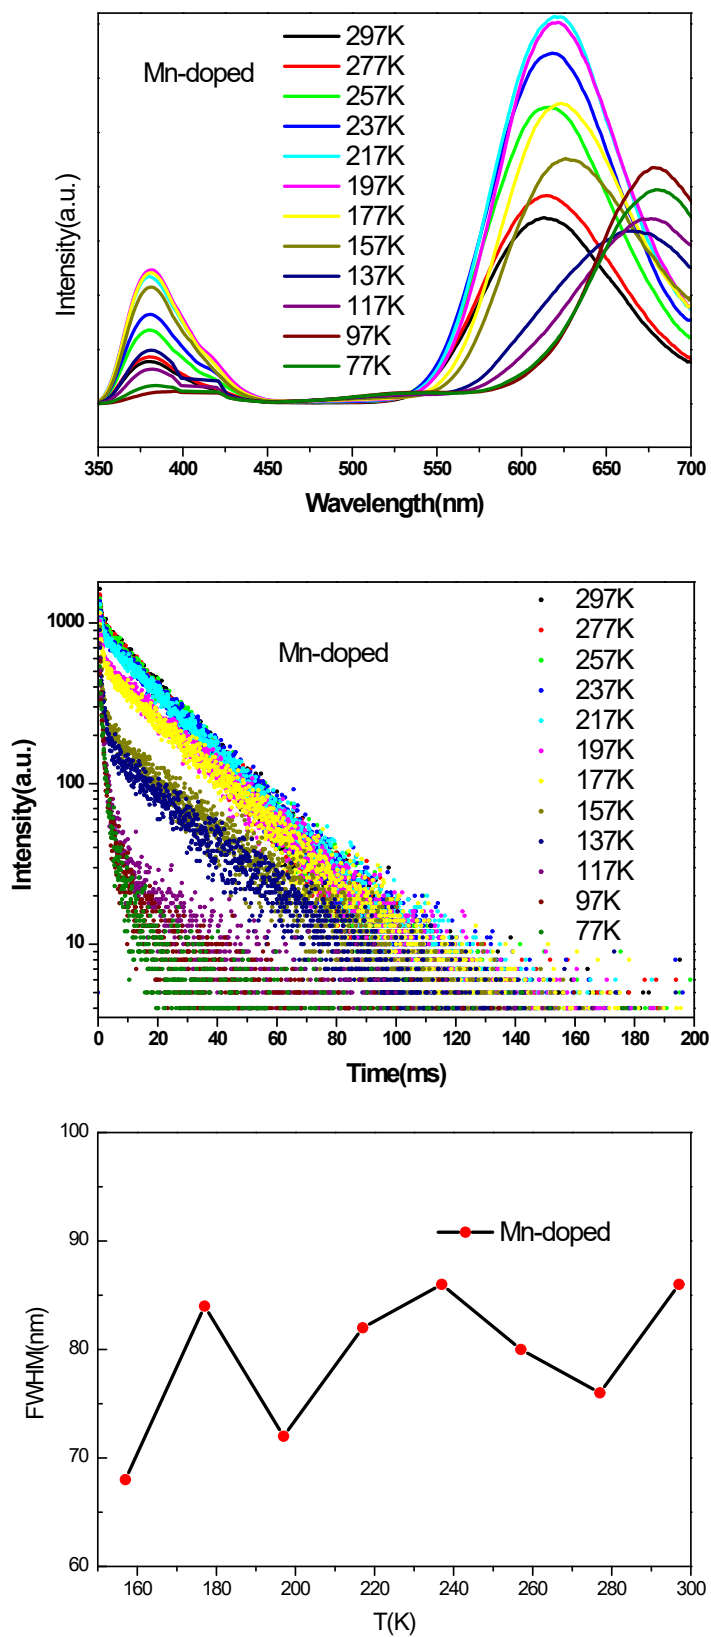 Mn-doped
297K
277K
257K
237K
217K
197K
177K
157K
137K
117K
97K
77K
Intensity(a.u.)
350 400 450 500 550 600 650 700
Wavelength(nm)
Mn-doped
297K
277K
257K
237K
217K
197K
177K
157K
137K
117K
97K
77K
1000
100
10
Intensity(a.u.)
0 20 40 60 80 100 120 140 160 180 200
Time(ms)
100
90
80
70
60
FWHM(nm)
Mn-doped
160 180 200 220 240 260 280 300
T(K)